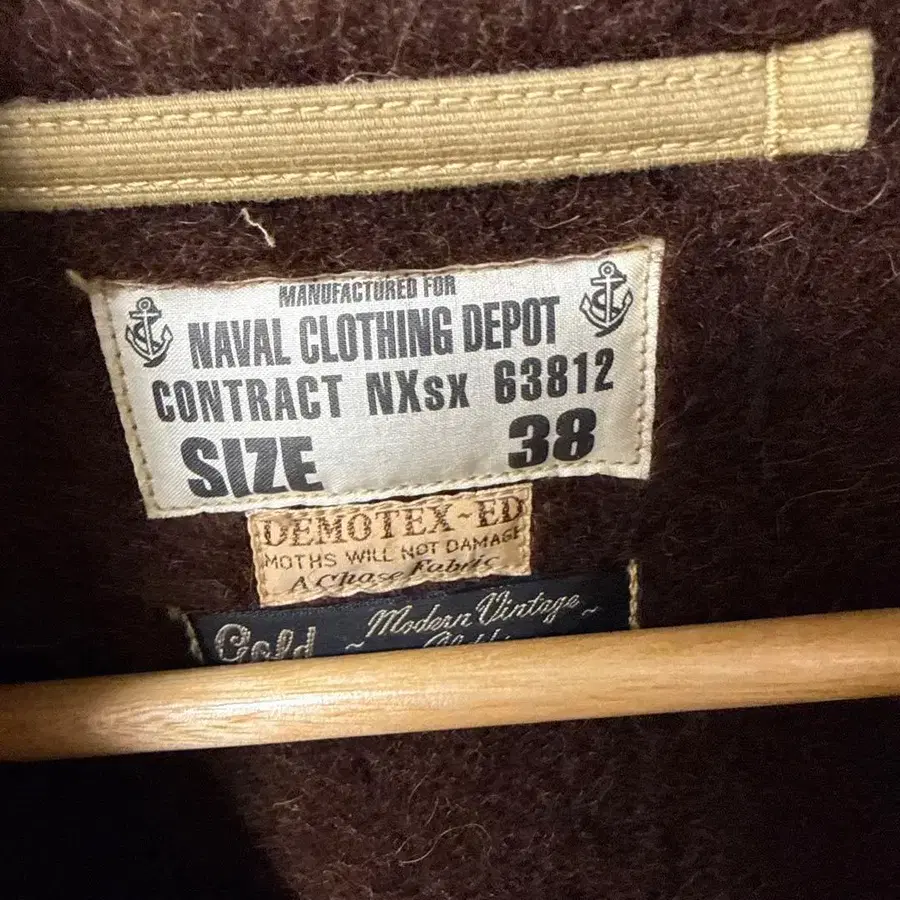 MANUFACTURED FOR
NAVAL CLOTHING DEPOT
CONTRACT NXsx 63812
SIZE 38
DEMOTEX~ED
MOTHS WILL NOT DAMAGE
A Chase Fabric
Gold ~Modern Vintage~